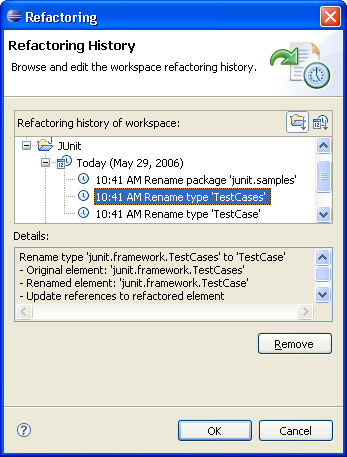 Refactoring
Refactoring History
Browse and edit the workspace refactoring history.
Refactoring history of workspace:
JUnit
Today (May 29, 2006)
10:41 AM Rename package 'junit.samples'
10:41 AM Rename type 'TestCases'
10:41 AM Rename type 'TestCase'
Details:
Rename type 'junit.framework.TestCases' to 'TestCase'
- Original element: 'junit.framework.TestCases'
- Renamed element: 'junit.framework.TestCase'
- Update references to refactored element
Remove
OK
Cancel